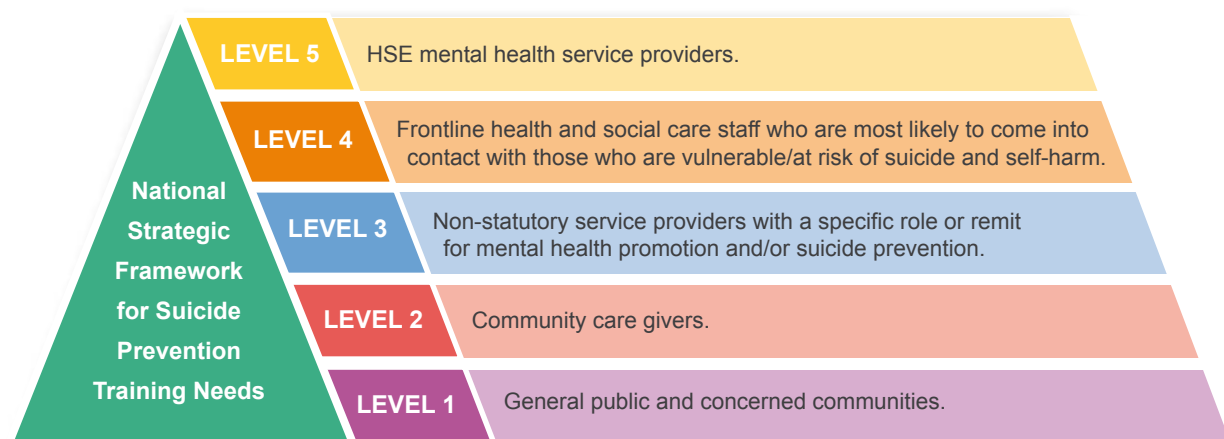 National
Strategic
Framework
for Suicide
Prevention
Training Needs
LEVEL 5
HSE mental health service providers.
LEVEL 4
Frontline health and social care staff who are most likely to come into
contact with those who are vulnerable/at risk of suicide and self-harm.
LEVEL 3
Non-statutory service providers with a specific role or remit
for mental health promotion and/or suicide prevention.
LEVEL 2
Community care givers.
LEVEL 1
General public and concerned communities.